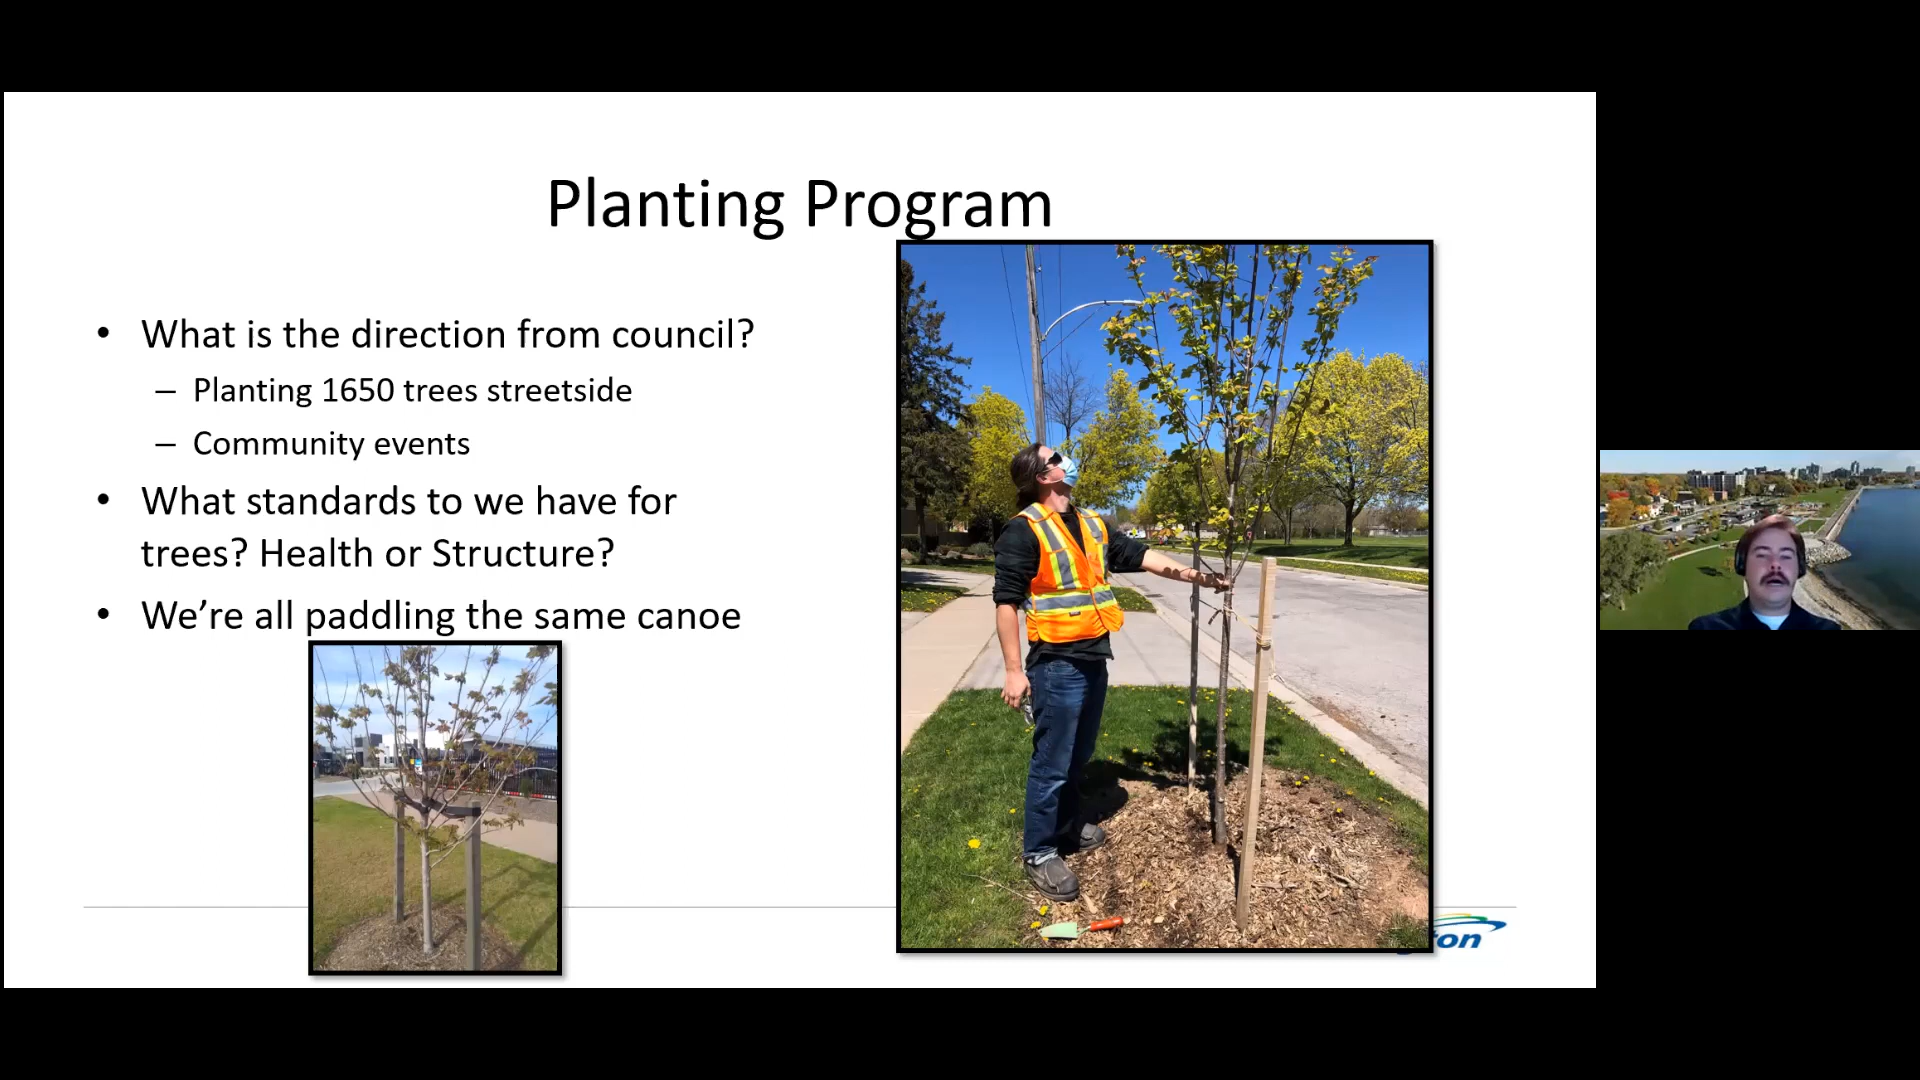 Planting Program
• What is the direction from council?
– Planting 1650 trees streetside
– Community events
• What standards to we have for
trees? Health or Structure?
• We’re all paddling the same canoe